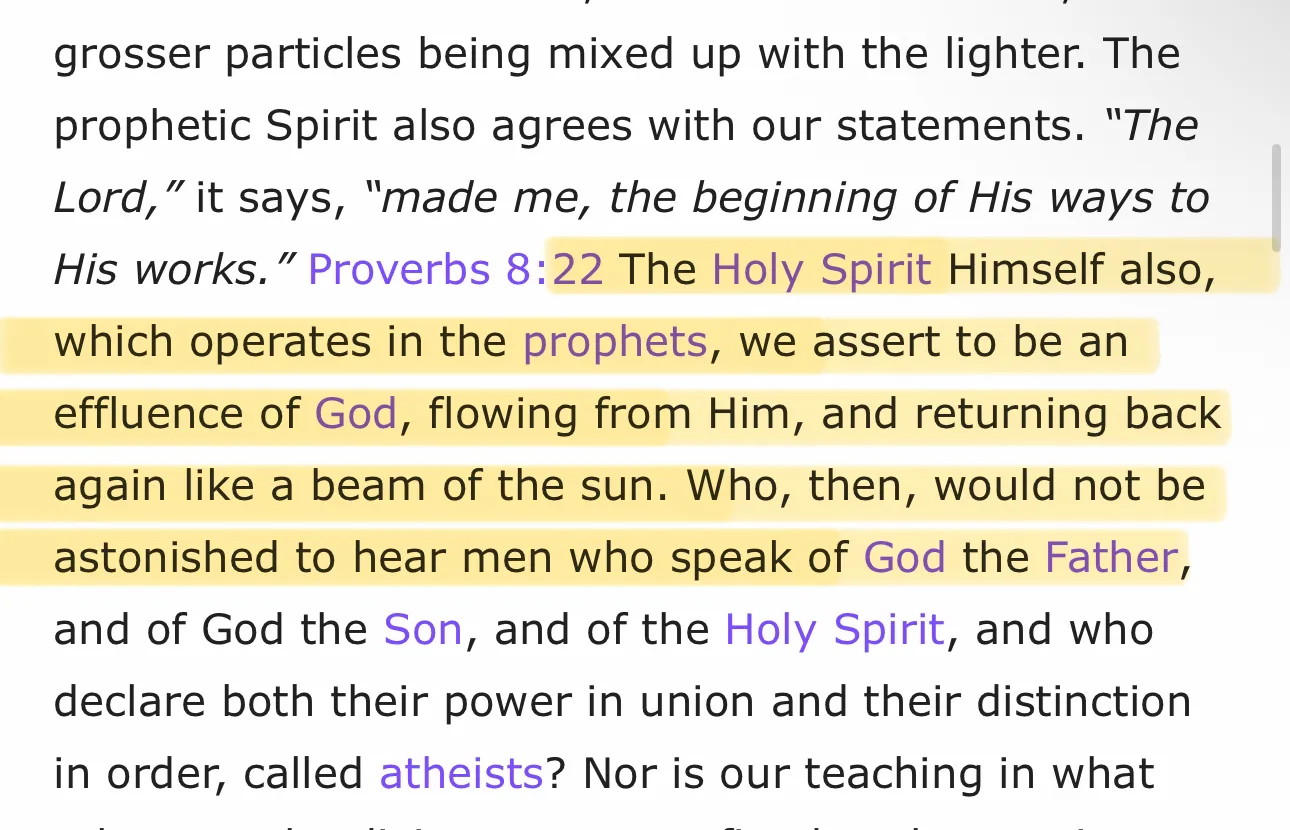 grosser particles being mixed up with the lighter. The
prophetic Spirit also agrees with our statements. “The
Lord,” it says, “made me, the beginning of His ways to
His works.” Proverbs 8:22 The Holy Spirit Himself also,
which operates in the prophets, we assert to be an
effluence of God, flowing from Him, and returning back
again like a beam of the sun. Who, then, would not be
astonished to hear men who speak of God the Father,
and of God the Son, and of the Holy Spirit, and who
declare both their power in union and their distinction
in order, called atheists? Nor is our teaching in what